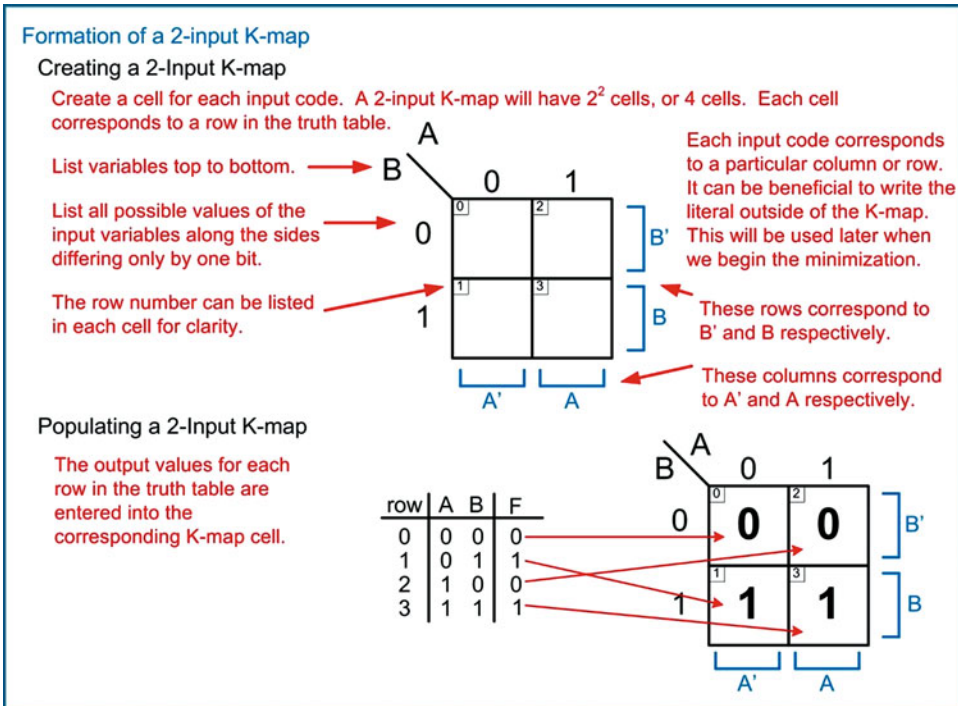 Formation of a 2-input K-map
Creating a 2-Input K-map
Create a cell for each input code. A 2-input K-map will have 2² cells, or 4 cells. Each cell
corresponds to a row in the truth table.
List variables top to bottom.
List all possible values of the
input variables along the sides
differing only by one bit.
The row number can be listed
in each cell for clarity.
A
B
0 1
0
0 2
B'
1
1 3
B
A' A
Each input code corresponds
to a particular column or row.
It can be beneficial to write the
literal outside of the K-map.
This will be used later when
we begin the minimization.
These rows correspond to
B' and B respectively.
These columns correspond
to A' and A respectively.
Populating a 2-Input K-map
The output values for each
row in the truth table are
entered into the
corresponding K-map cell.
row A B F
0 0 0 0
1 0 1 1
2 1 0 0
3 1 1 1
A
B
0 1
0 2
0 0 0 B'
1 3
1 1 1 B
A' A